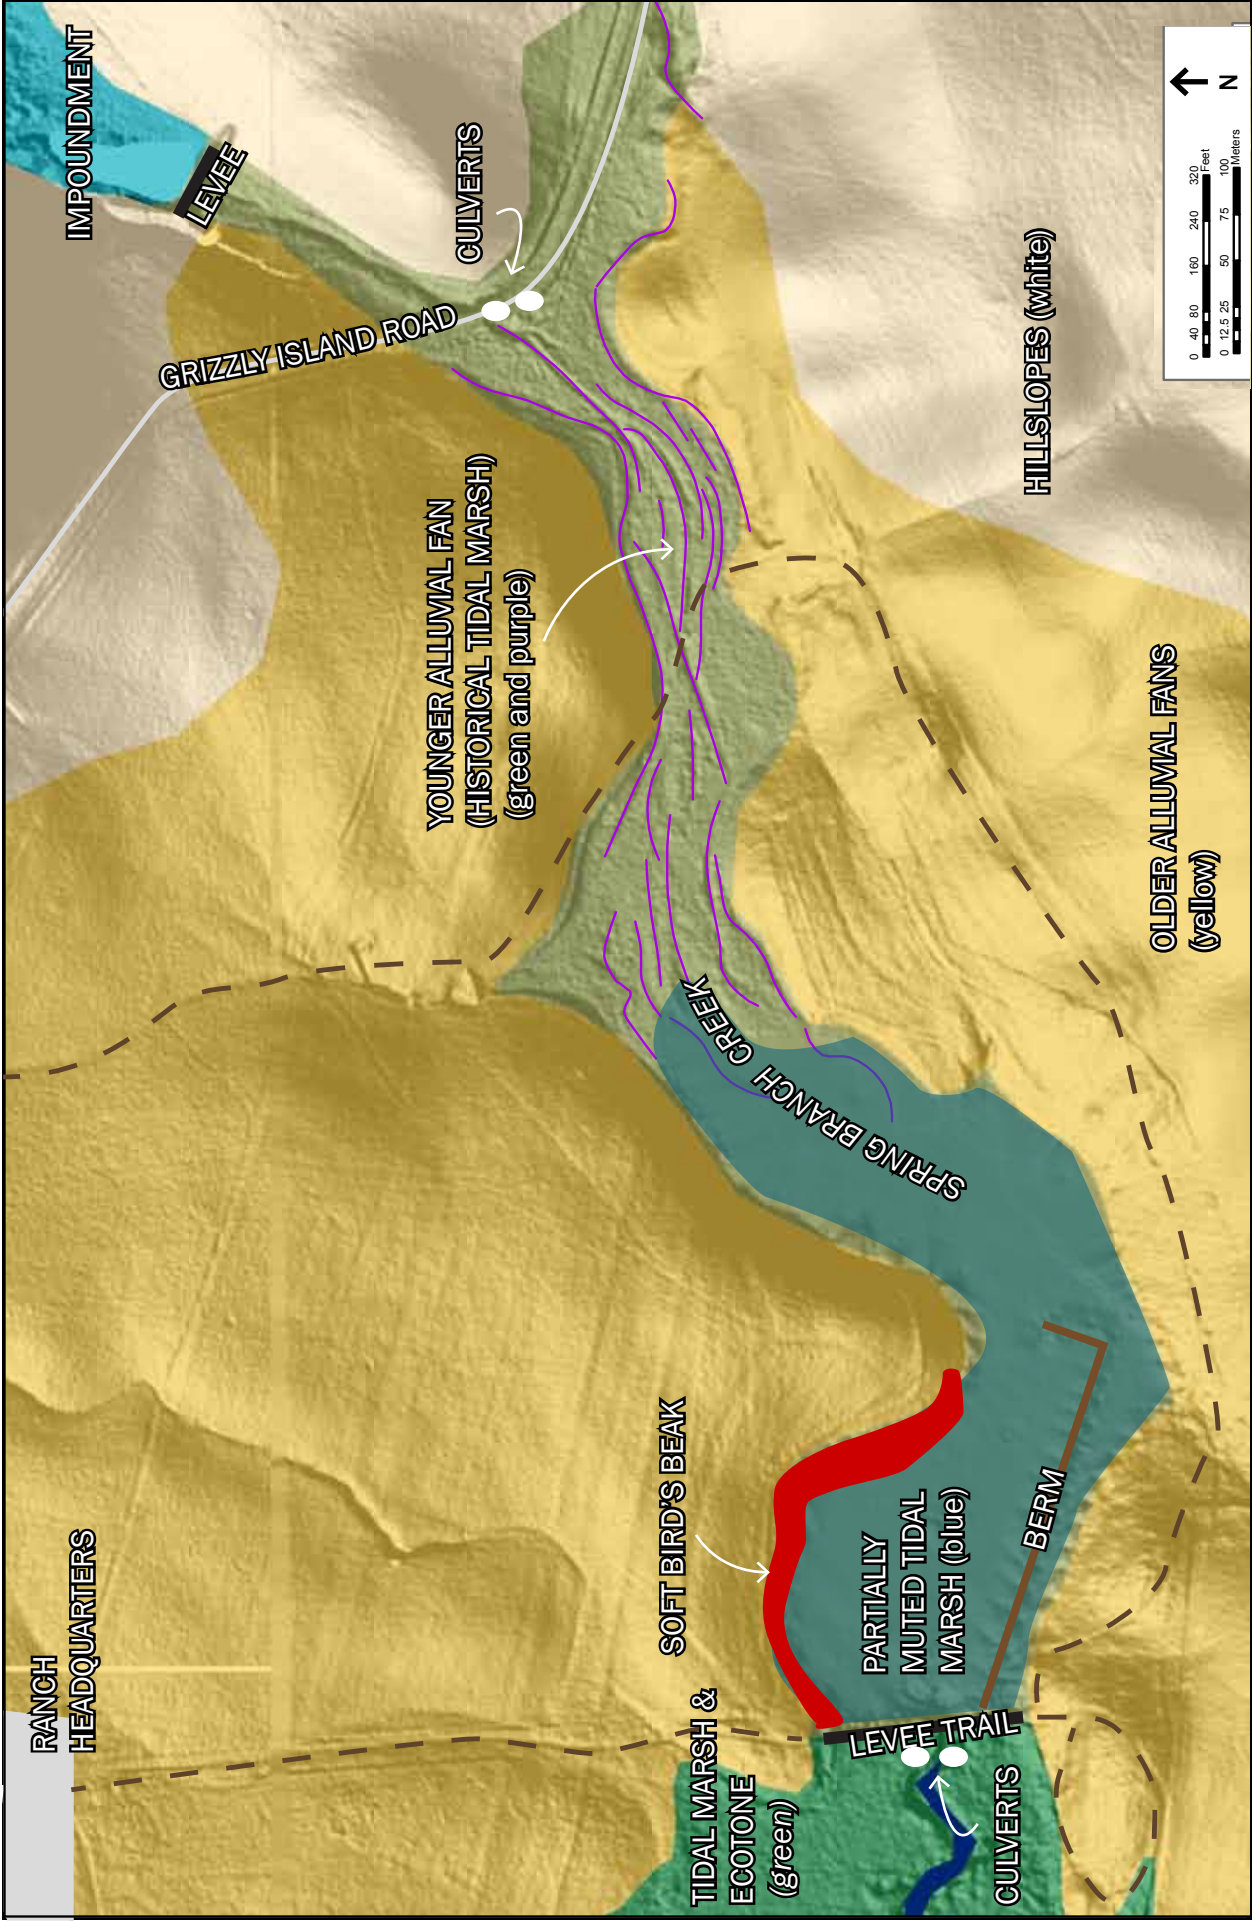 RANCH
HEADQUARTERS
IMPOUNDMENT
LEVEE
GRIZZLY ISLAND ROAD
CULVERTS
YOUNGER ALLUVIAL FAN
(HISTORICAL TIDAL MARSH)
(green and purple)
SOFT BIRD'S BEAK
TIDAL MARSH &
ECOTONE
(green)
SPRING BRANCH CREEK
PARTIALLY
MUTED TIDAL
MARSH (blue)
LEVEE TRAIL
CULVERTS
BERM
HILLSLOPES (white)
OLDER ALLUVIAL FANS
(yellow)
0 40 80 160 240 320
Feet
0 12.5 25 50 75 100
Meters
N